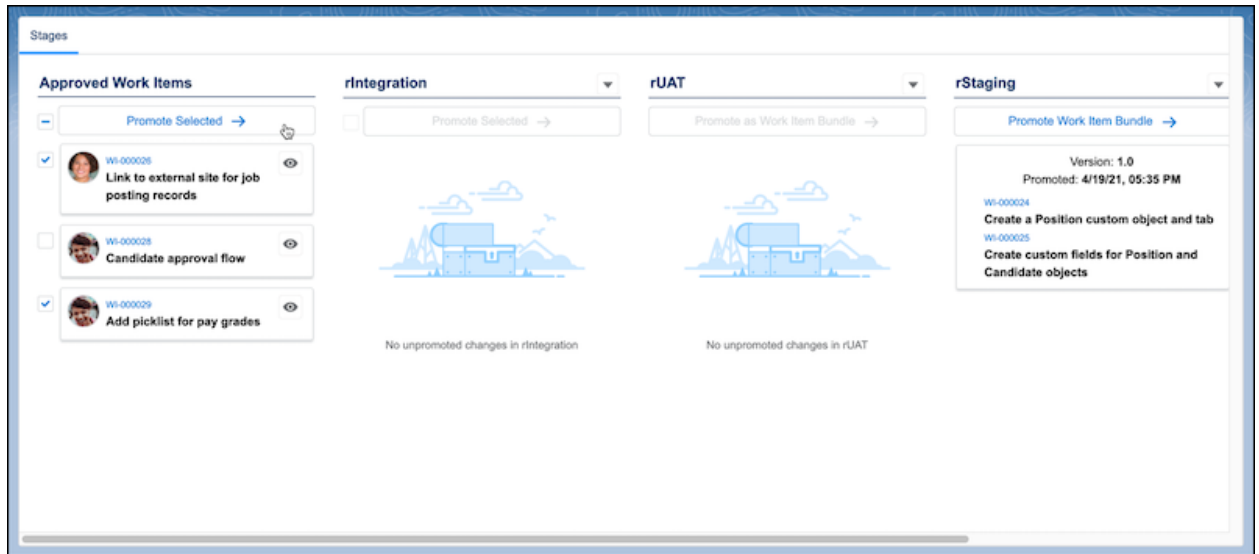 Stages
Approved Work Items
Promote Selected →
WI-000026
Link to external site for job
posting records
WI-000028
Candidate approval flow
WI-000029
Add picklist for pay grades
rIntegration
Promote Selected →
No unpromoted changes in rIntegration
rUAT
Promote as Work Item Bundle →
No unpromoted changes in rUAT
rStaging
Promote Work Item Bundle →
Version: 1.0
Promoted: 4/19/21, 05:35 PM
WI-000024
Create a Position custom object and tab
WI-000025
Create custom fields for Position and
Candidate objects